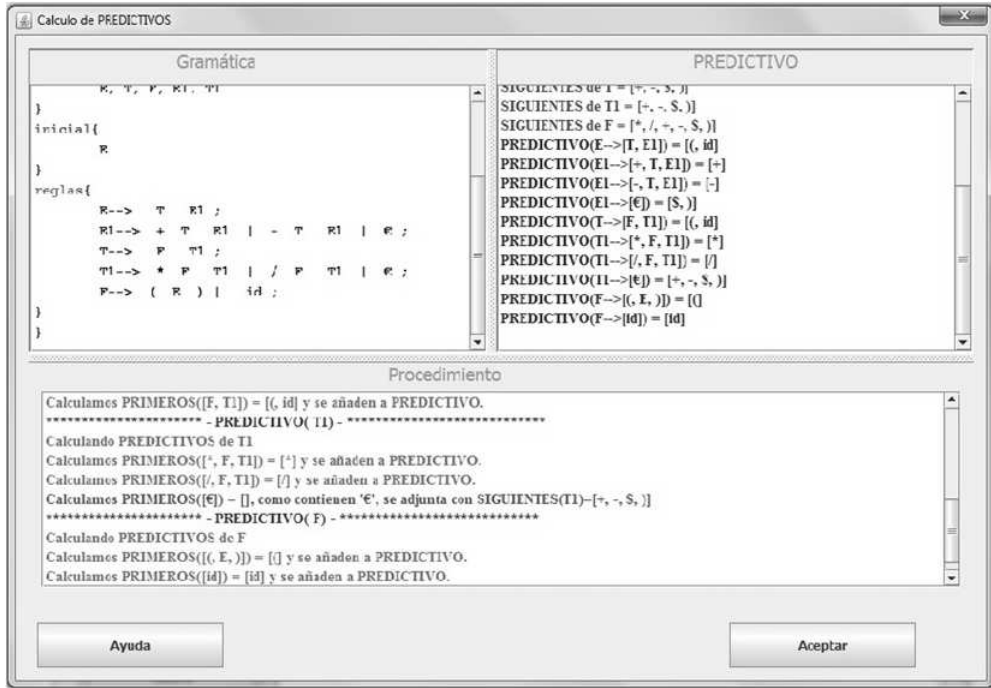 Calculo de PREDICTIVOS
Gramática
E, T, F, E1, T1
}
inicial{
E
}
reglas{
E--> T E1 ;
E1--> + T E1 | - T E1 | € ;
T--> F T1 ;
T1--> * F T1 | / F T1 | € ;
F--> ( E ) | id ;
}
}
PREDICTIVO
SIGUIENTES de T = [+, -, $, )]
SIGUIENTES de T1 = [+, -, $, )]
SIGUIENTES de F = [*, /, +, -, $, )]
PREDICTIVO(E-->[T, E1]) = [(, id]
PREDICTIVO(E1-->[+, T, E1]) = [+]
PREDICTIVO(E1-->[-, T, E1]) = [-]
PREDICTIVO(E1-->[€]) = [$, )]
PREDICTIVO(T-->[F, T1]) = [(, id]
PREDICTIVO(T1-->[*, F, T1]) = [*]
PREDICTIVO(T1-->[/, F, T1]) = [/]
PREDICTIVO(T1-->[€]) = [+, -, $, )]
PREDICTIVO(F-->[(, E, )]) = [(]
PREDICTIVO(F-->[id]) = [id]
Procedimiento
Calculamos PRIMEROS([F, T1]) = [(, id] y se añaden a PREDICTIVO.
********************** - PREDICTIVO( T1) - ****************************
Calculando PREDICTIVOS de T1
Calculamos PRIMEROS([*, F, T1]) = [*] y se añaden a PREDICTIVO.
Calculamos PRIMEROS([/, F, T1]) = [/] y se añaden a PREDICTIVO.
Calculamos PRIMEROS([€]) = [], como contienen '€', se adjunta con SIGUIENTES(T1)=[+, -, $, )]
********************** - PREDICTIVO( F) - ****************************
Calculando PREDICTIVOS de F
Calculamos PRIMEROS([(, E, )]) = [(] y se añaden a PREDICTIVO.
Calculamos PRIMEROS([id]) = [id] y se añaden a PREDICTIVO.
Ayuda
Aceptar